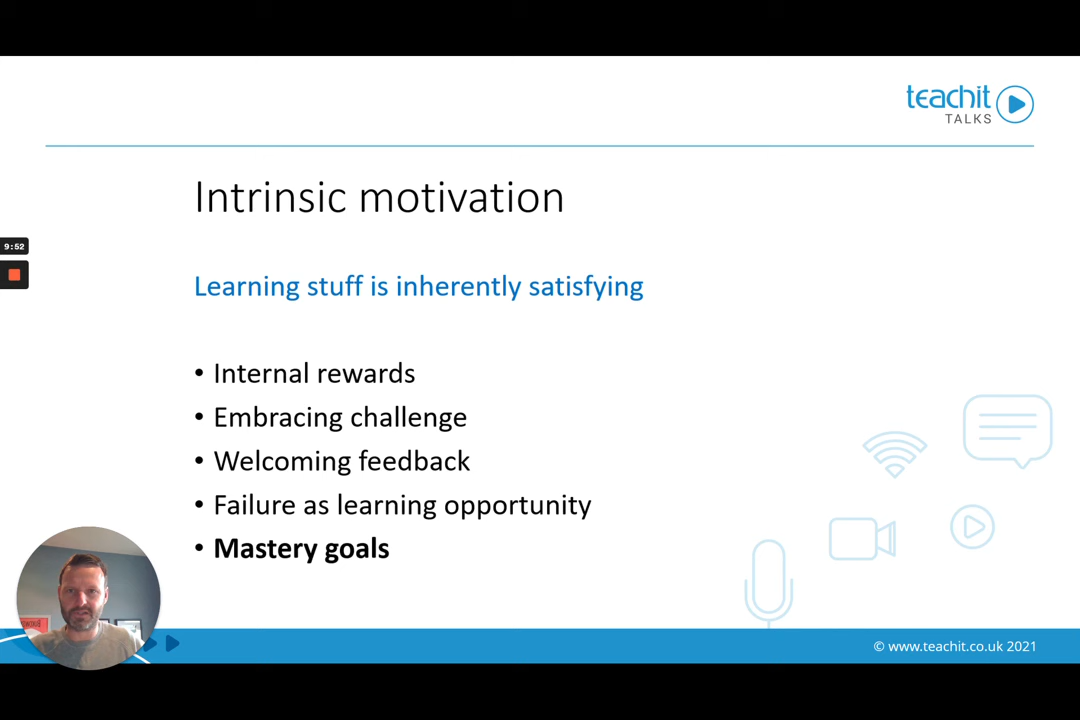 teachit
TALKS
Intrinsic motivation
9:52
Learning stuff is inherently satisfying
• Internal rewards
• Embracing challenge
• Welcoming feedback
• Failure as learning opportunity
• Mastery goals
© www.teachit.co.uk 2021